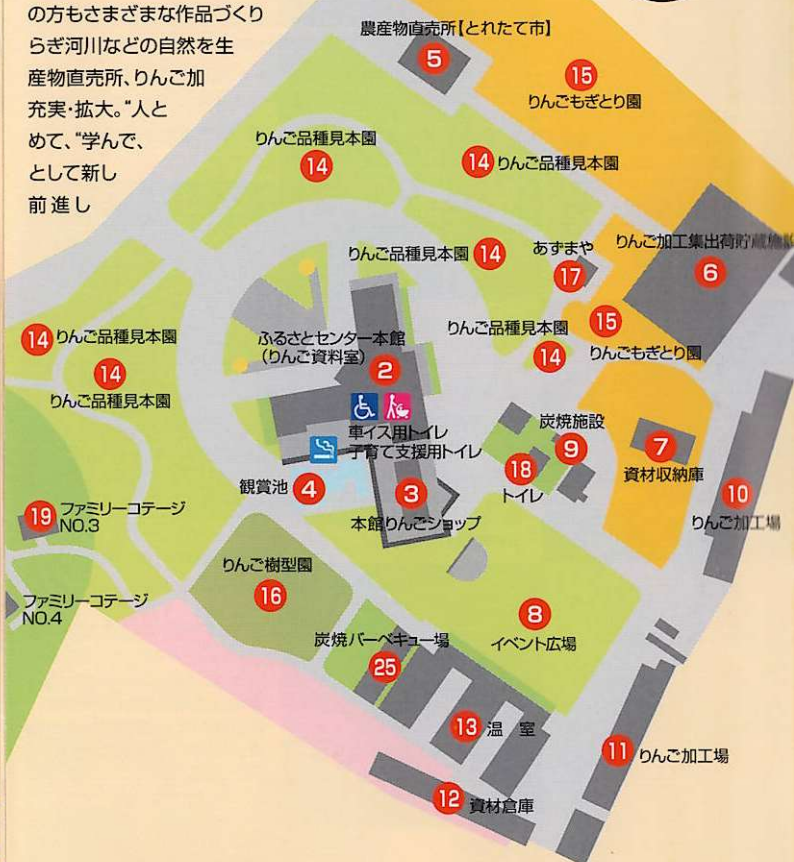 の方もさまざまな作品づくり
らぎ河川などの自然を生
産物直売所、りんご加
充実・拡大。“人と
めて、“学んで、
として新し
前進し
農産物直売所【とれたて市】
5
15
りんごもぎとり園
りんご品種見本園
14
14 りんご品種見本園
りんご品種見本園 14
あずまや
17
りんご加工集出荷貯蔵施設
6
15
りんごもぎとり園
りんご品種見本園
14
14 りんご品種見本園
14
りんご品種見本園
ふるさとセンター本館
(りんご資料室)
2
車イス用トイレ
子育て支援用トイレ
観賞池 4
3
本館りんごショップ
炭焼施設
9
18
トイレ
7
資材収納庫
10
りんご加工場
19 ファミリーコテージ
NO.3
ファミリーコテージ
NO.4
りんご樹型園
16
8
イベント広場
炭焼バーベキュー場
25
13 温 室
11 りんご加工場
12 資材倉庫